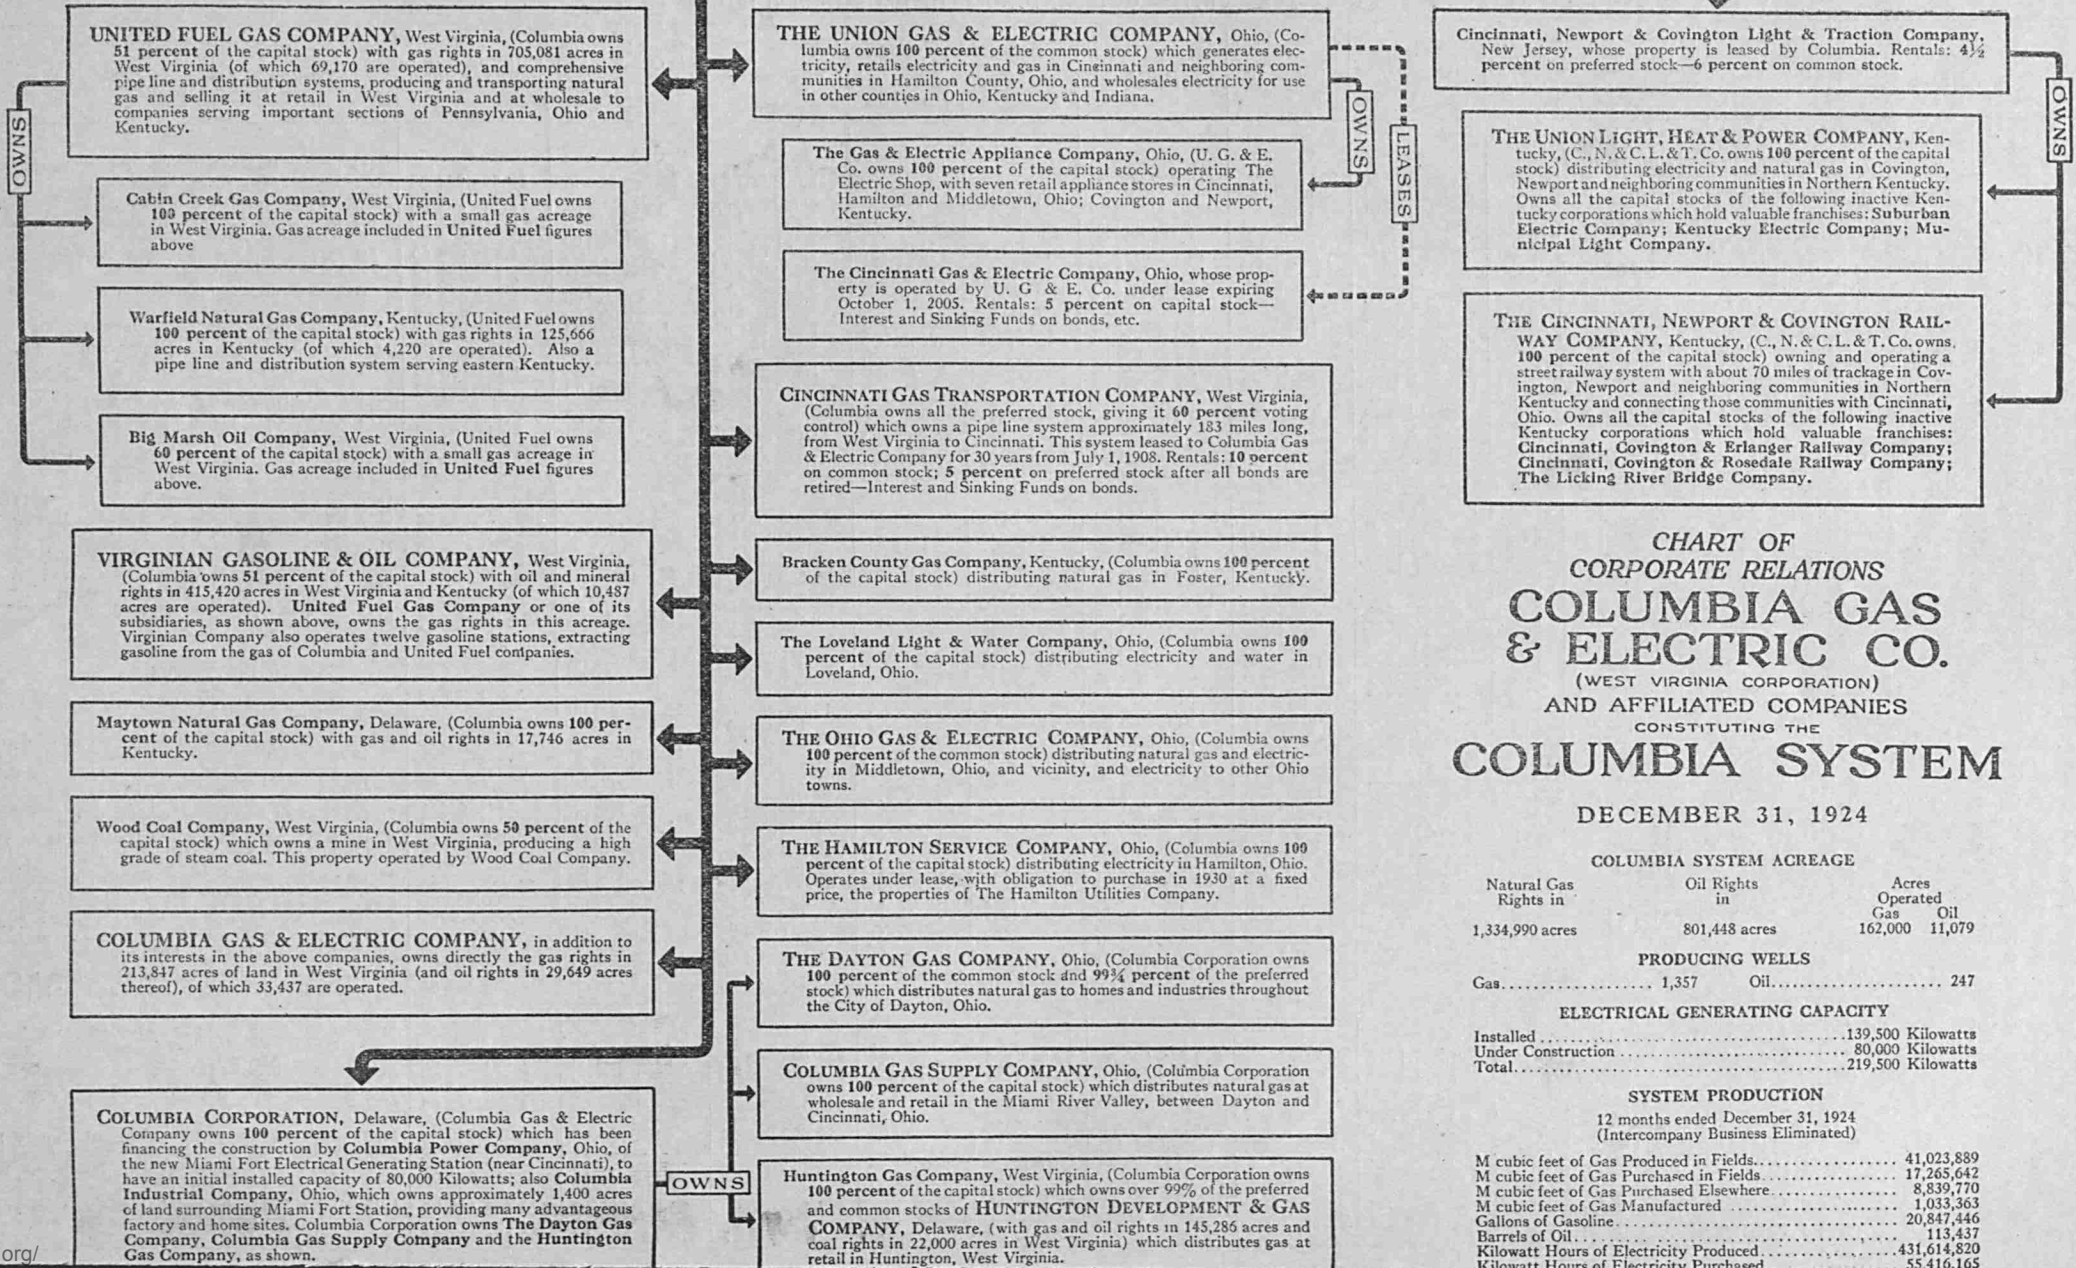 UNITED FUEL GAS COMPANY, West Virginia, (Columbia owns
51 percent of the capital stock) with gas rights in 705,081 acres in
West Virginia (of which 69,170 are operated), and comprehensive
pipe line and distribution systems, producing and transporting natural
gas and selling it at retail in West Virginia and at wholesale to
companies serving important sections of Pennsylvania, Ohio and
Kentucky.
OWNS
Cabin Creek Gas Company, West Virginia, (United Fuel owns
100 percent of the capital stock) with a small gas acreage
in West Virginia. Gas acreage included in United Fuel figures
above
Warfield Natural Gas Company, Kentucky, (United Fuel owns
100 percent of the capital stock) with gas rights in 125,666
acres in Kentucky (of which 4,220 are operated). Also a
pipe line and distribution system serving eastern Kentucky.
Big Marsh Oil Company, West Virginia, (United Fuel owns
60 percent of the capital stock) with a small gas acreage in
West Virginia. Gas acreage included in United Fuel figures
above.
VIRGINIAN GASOLINE & OIL COMPANY, West Virginia,
(Columbia owns 51 percent of the capital stock) with oil and mineral
rights in 415,420 acres in West Virginia and Kentucky (of which 10,487
acres are operated). United Fuel Gas Company or one of its
subsidiaries, as shown above, owns the gas rights in this acreage.
Virginian Company also operates twelve gasoline stations, extracting
gasoline from the gas of Columbia and United Fuel companies.
Maytown Natural Gas Company, Delaware, (Columbia owns 100 per-
cent of the capital stock) with gas and oil rights in 17,746 acres in
Kentucky.
Wood Coal Company, West Virginia, (Columbia owns 50 percent of the
capital stock) which owns a mine in West Virginia, producing a high
grade of steam coal. This property operated by Wood Coal Company.
COLUMBIA GAS & ELECTRIC COMPANY, in addition to
its interests in the above companies, owns directly the gas rights in
213,847 acres of land in West Virginia (and oil rights in 29,649 acres
thereof), of which 33,437 are operated.
COLUMBIA CORPORATION, Delaware, (Columbia Gas & Electric
Company owns 100 percent of the capital stock) which has been
financing the construction by Columbia Power Company, Ohio, of
the new Miami Fort Electrical Generating Station (near Cincinnati), to
have an initial installed capacity of 80,000 Kilowatts; also Columbia
Industrial Company, Ohio, which owns approximately 1,400 acres
of land surrounding Miami Fort Station, providing many advantageous
factory and home sites. Columbia Corporation owns The Dayton Gas
Company, Columbia Gas Supply Company and the Huntington
Gas Company, as shown.
org/
THE UNION GAS & ELECTRIC COMPANY, Ohio, (Co-
lumbia owns 100 percent of the common stock) which generates elec-
tricity, retails electricity and gas in Cincinnati and neighboring com-
munities in Hamilton County, Ohio, and wholesales electricity for use
in other counties in Ohio, Kentucky and Indiana.
OWNS
LEASES
The Gas & Electric Appliance Company, Ohio, (U. G. & E.
Co. owns 100 percent of the capital stock) operating The
Electric Shop, with seven retail appliance stores in Cincinnati,
Hamilton and Middletown, Ohio; Covington and Newport,
Kentucky.
The Cincinnati Gas & Electric Company, Ohio, whose prop-
erty is operated by U. G & E. Co. under lease expiring
October 1, 2005. Rentals: 5 percent on capital stock—
Interest and Sinking Funds on bonds, etc.
CINCINNATI GAS TRANSPORTATION COMPANY, West Virginia,
(Columbia owns all the preferred stock, giving it 60 percent voting
control) which owns a pipe line system approximately 183 miles long,
from West Virginia to Cincinnati. This system leased to Columbia Gas
& Electric Company for 30 years from July 1, 1908. Rentals: 10 percent
on common stock; 5 percent on preferred stock after all bonds are
retired—Interest and Sinking Funds on bonds.
Bracken County Gas Company, Kentucky, (Columbia owns 100 percent
of the capital stock) distributing natural gas in Foster, Kentucky.
The Loveland Light & Water Company, Ohio, (Columbia owns 100
percent of the capital stock) distributing electricity and water in
Loveland, Ohio.
THE OHIO GAS & ELECTRIC COMPANY, Ohio, (Columbia owns
100 percent of the common stock) distributing natural gas and electric-
ity in Middletown, Ohio, and vicinity, and electricity to other Ohio
towns.
THE HAMILTON SERVICE COMPANY, Ohio, (Columbia owns 100
percent of the capital stock) distributing electricity in Hamilton, Ohio.
Operates under lease, with obligation to purchase in 1930 at a fixed
price, the properties of The Hamilton Utilities Company.
THE DAYTON GAS COMPANY, Ohio, (Columbia Corporation owns
100 percent of the common stock and 99¾ percent of the preferred
stock) which distributes natural gas to homes and industries throughout
the City of Dayton, Ohio.
COLUMBIA GAS SUPPLY COMPANY, Ohio, (Columbia Corporation
owns 100 percent of the capital stock) which distributes natural gas at
wholesale and retail in the Miami River Valley, between Dayton and
Cincinnati, Ohio.
OWNS
Huntington Gas Company, West Virginia, (Columbia Corporation owns
100 percent of the capital stock) which owns over 99% of the preferred
and common stocks of HUNTINGTON DEVELOPMENT & GAS
COMPANY, Delaware, (with gas and oil rights in 145,286 acres and
coal rights in 22,000 acres in West Virginia) which distributes gas at
retail in Huntington, West Virginia.
Cincinnati, Newport & Covington Light & Traction Company,
New Jersey, whose property is leased by Columbia. Rentals: 4½
percent on preferred stock—6 percent on common stock.
OWNS
THE UNION LIGHT, HEAT & POWER COMPANY, Ken-
tucky, (C., N. & C. L. & T. Co. owns 100 percent of the capital
stock) distributing electricity and natural gas in Covington,
Newport and neighboring communities in Northern Kentucky.
Owns all the capital stocks of the following inactive Ken-
tucky corporations which hold valuable franchises: Suburban
Electric Company; Kentucky Electric Company; Mu-
nicipal Light Company.
THE CINCINNATI, NEWPORT & COVINGTON RAIL-
WAY COMPANY, Kentucky, (C., N. & C. L. & T. Co. owns,
100 percent of the capital stock) owning and operating a
street railway system with about 70 miles of trackage in Cov-
ington, Newport and neighboring communities in Northern
Kentucky and connecting those communities with Cincinnati,
Ohio. Owns all the capital stocks of the following inactive
Kentucky corporations which hold valuable franchises:
Cincinnati, Covington & Erlanger Railway Company;
Cincinnati, Covington & Rosedale Railway Company;
The Licking River Bridge Company.
CHART OF
CORPORATE RELATIONS
COLUMBIA GAS
& ELECTRIC CO.
(WEST VIRGINIA CORPORATION)
AND AFFILIATED COMPANIES
CONSTITUTING THE
COLUMBIA SYSTEM
DECEMBER 31, 1924
COLUMBIA SYSTEM ACREAGE
Natural Gas Oil Rights Acres
Rights in in Operated
Gas Oil
1,334,990 acres 801,448 acres 162,000 11,079
PRODUCING WELLS
Gas.................. 1,357 Oil...................... 247
ELECTRICAL GENERATING CAPACITY
Installed.......................................139,500 Kilowatts
Under Construction............................. 80,000 Kilowatts
Total...........................................219,500 Kilowatts
SYSTEM PRODUCTION
12 months ended December 31, 1924
(Intercompany Business Eliminated)
M cubic feet of Gas Produced in Fields.................. 41,023,889
M cubic feet of Gas Purchased in Fields................. 17,265,642
M cubic feet of Gas Purchased Elsewhere................ 8,839,770
M cubic feet of Gas Manufactured ...................... 1,033,363
Gallons of Gasoline.................................... 20,847,446
Barrels of Oil......................................... 113,437
Kilowatt Hours of Electricity Produced..................431,614,820
Kilowatt Hours of Electricity Purchased 55,416,165